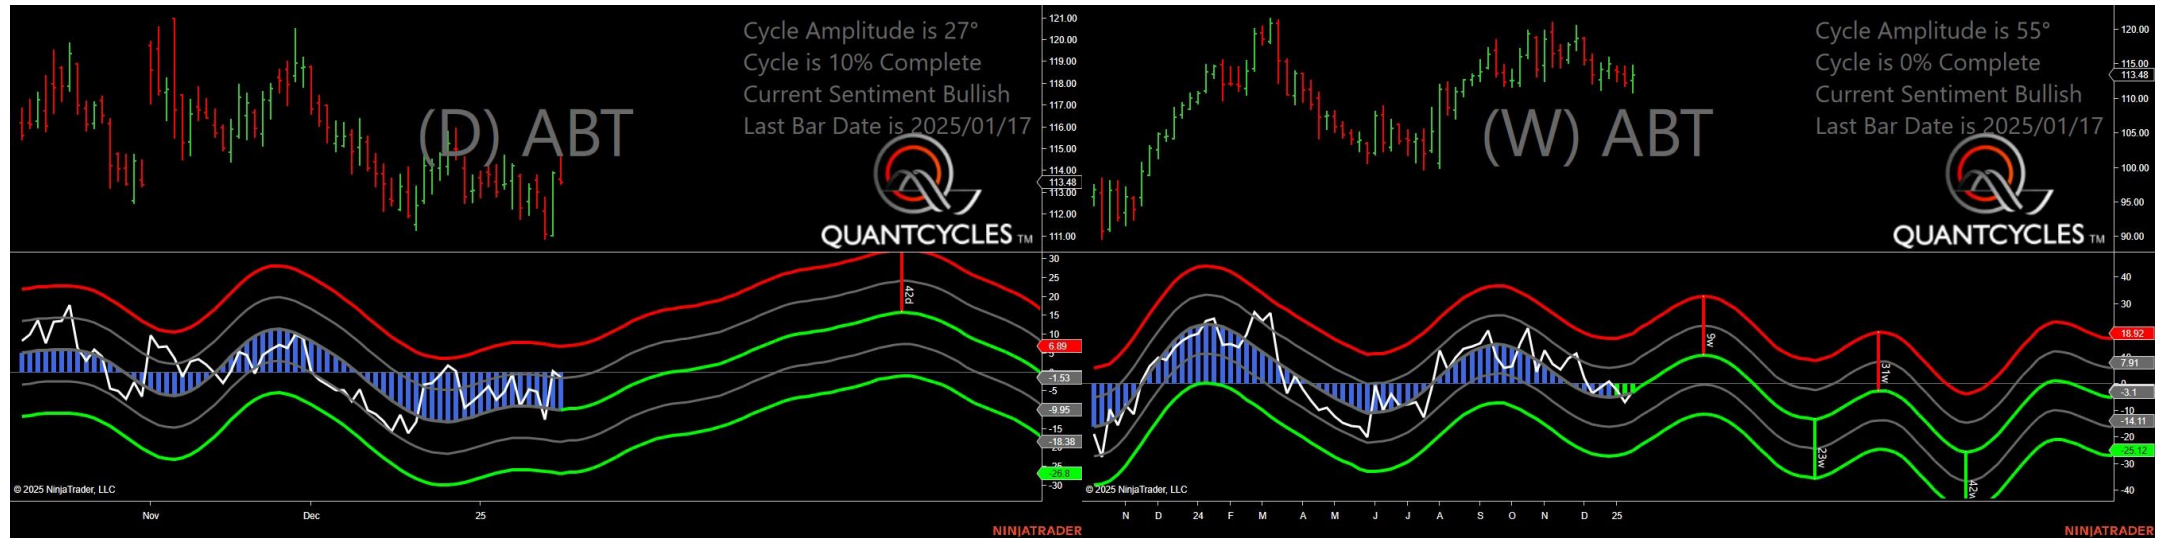 Cycle Amplitude is 27°
Cycle is 10% Complete
Current Sentiment Bullish
Last Bar Date is 2025/01/17
(D) ABT
QUANTCYCLES TM
121.00
120.00
119.00
118.00
117.00
116.00
115.00
114.00
113.48
113.00
112.00
111.00
30
25
20
15
10
6.89
5
-1.53
-5
-9.95
-15
-18.38
-26.8
-30
42d
© 2025 NinjaTrader, LLC
Nov Dec 25
NINJATRADER
Cycle Amplitude is 55°
Cycle is 0% Complete
Current Sentiment Bullish
Last Bar Date is 2025/01/17
(W) ABT
QUANTCYCLES TM
120.00
115.00
113.48
110.00
105.00
100.00
95.00
90.00
40
30
18.92
7.91
-3.1
-10
-14.11
-20
-25.12
-30
-40
9w
31w
23w
© 2025 NinjaTrader, LLC
N D 24 F M A M J J A S O N D 25
NINJATRADER